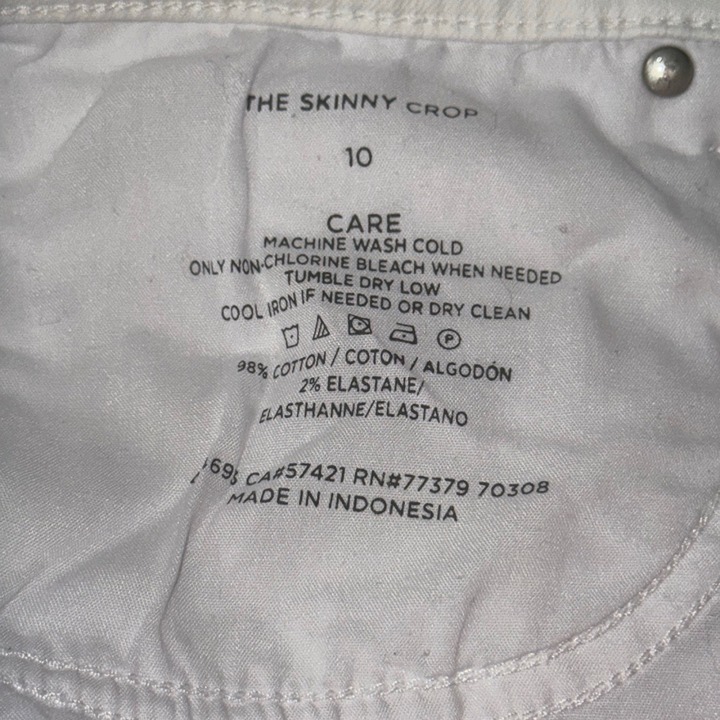 THE SKINNY CROP
10
CARE
MACHINE WASH COLD
ONLY NON-CHLORINE BLEACH WHEN NEEDED
TUMBLE DRY LOW
COOL IRON IF NEEDED OR DRY CLEAN
P
98% COTTON / COTON / ALGODÓN
2% ELASTANE/
ELASTHANNE/ELASTANO
CA#57421 RN#77379 70308
MADE IN INDONESIA